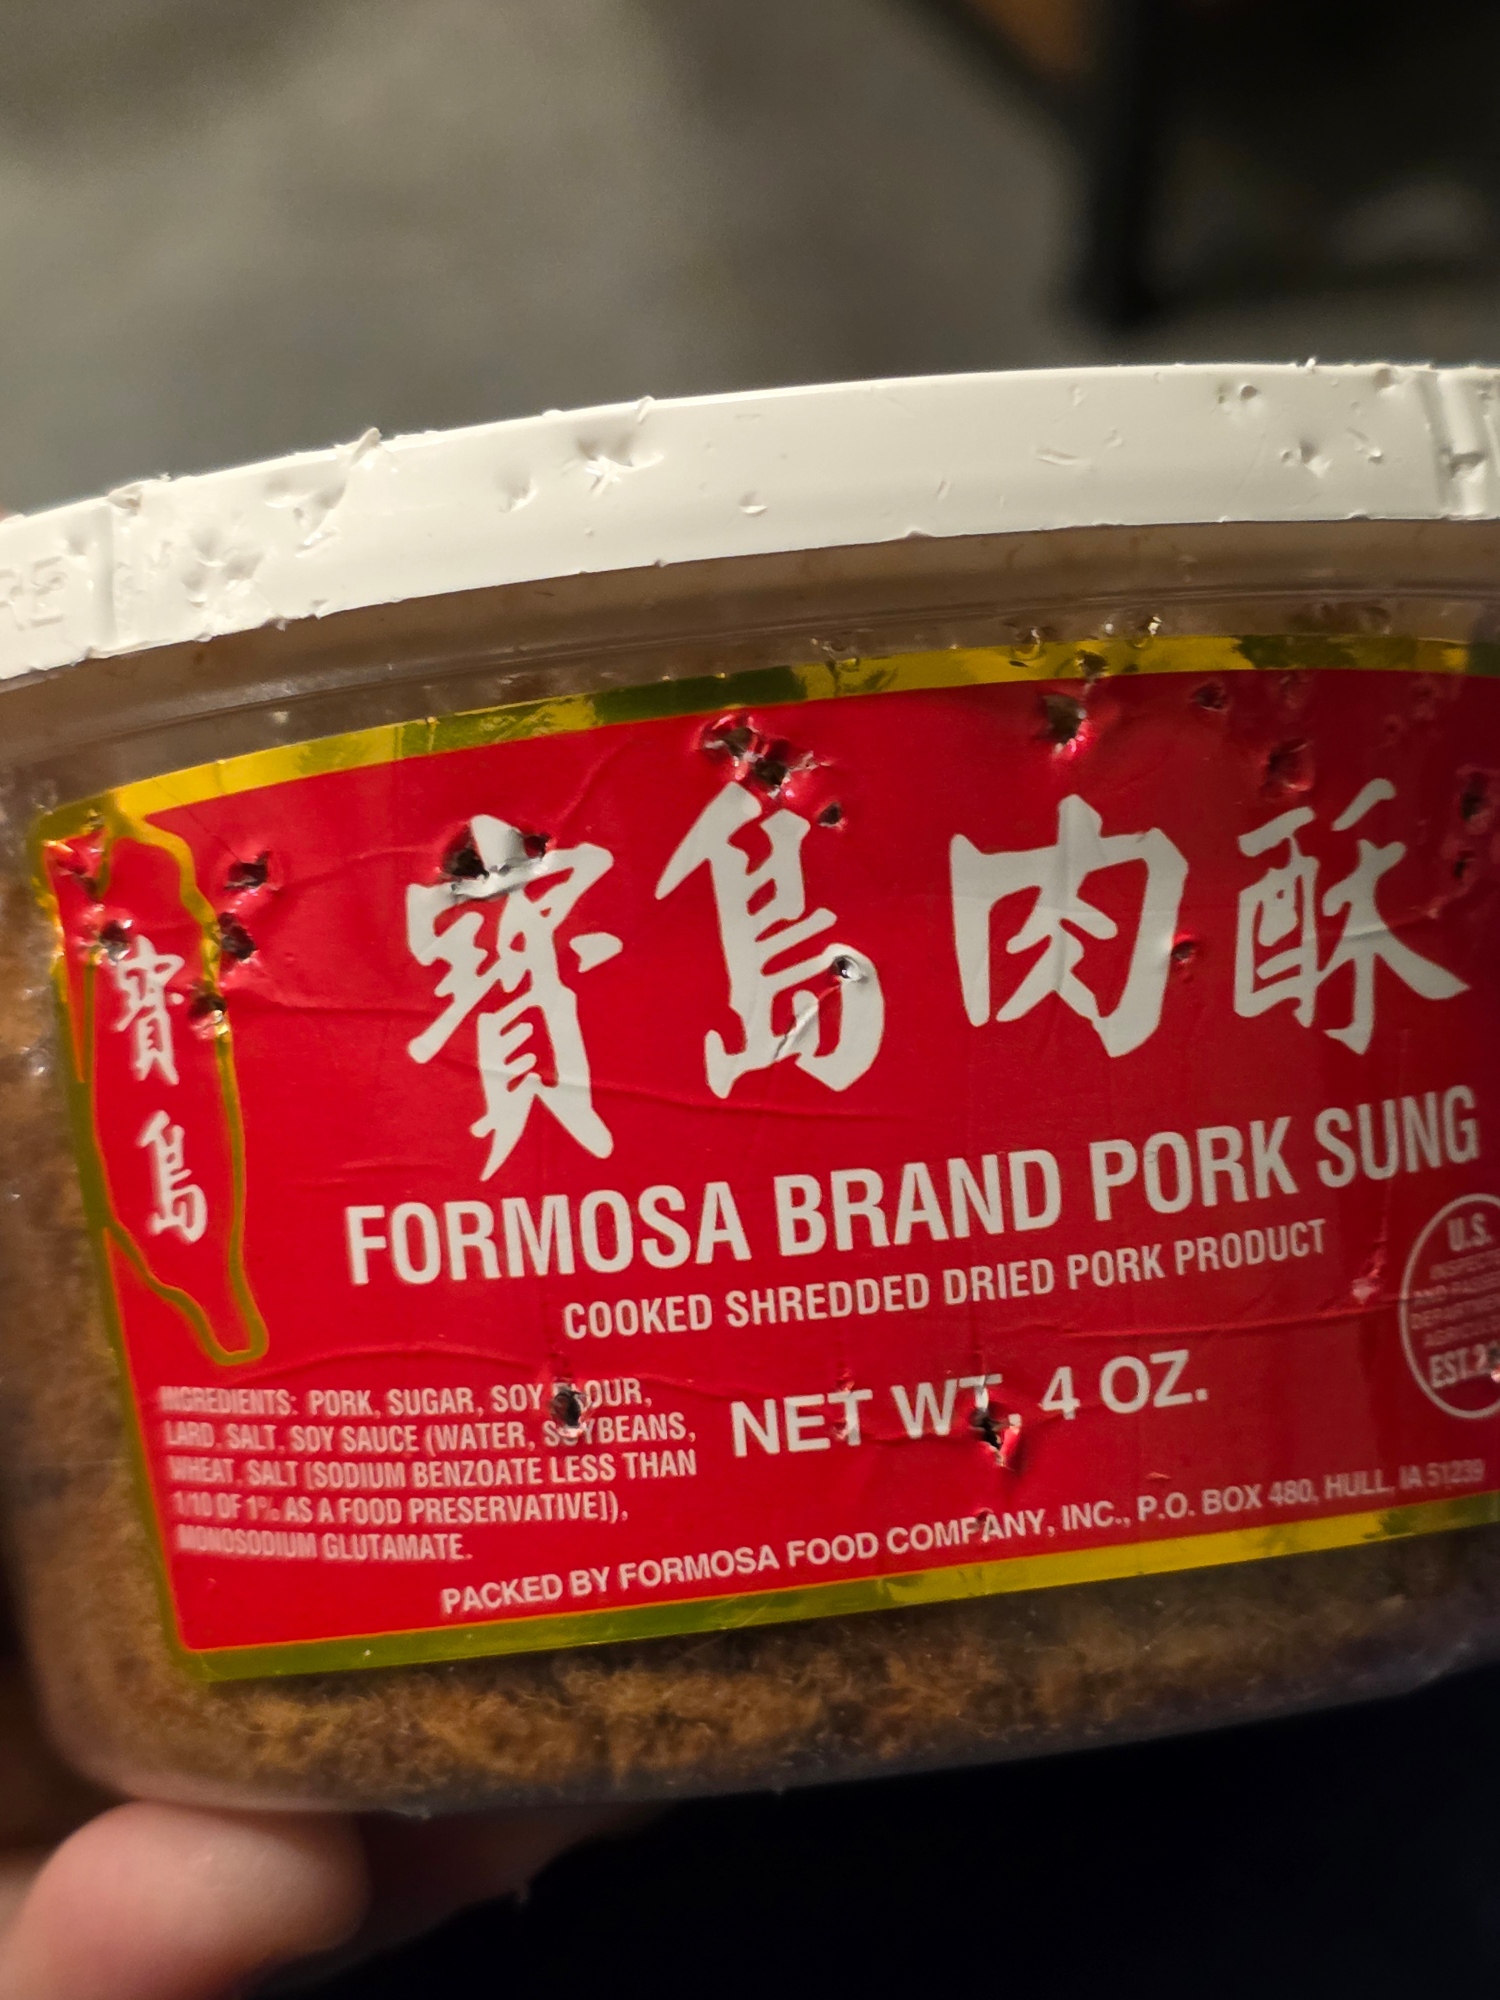 寶島肉酥
寶島
FORMOSA BRAND PORK SUNG
COOKED SHREDDED DRIED PORK PRODUCT
INGREDIENTS: PORK, SUGAR, SOY FLOUR,
LARD, SALT, SOY SAUCE (WATER, SOYBEANS,
WHEAT, SALT [SODIUM BENZOATE LESS THAN
1/10 OF 1% AS A FOOD PRESERVATIVE]),
MONOSODIUM GLUTAMATE.
NET WT. 4 OZ.
U.S.
EST.
PACKED BY FORMOSA FOOD COMPANY, INC., P.O. BOX 480, HULL, IA 51239